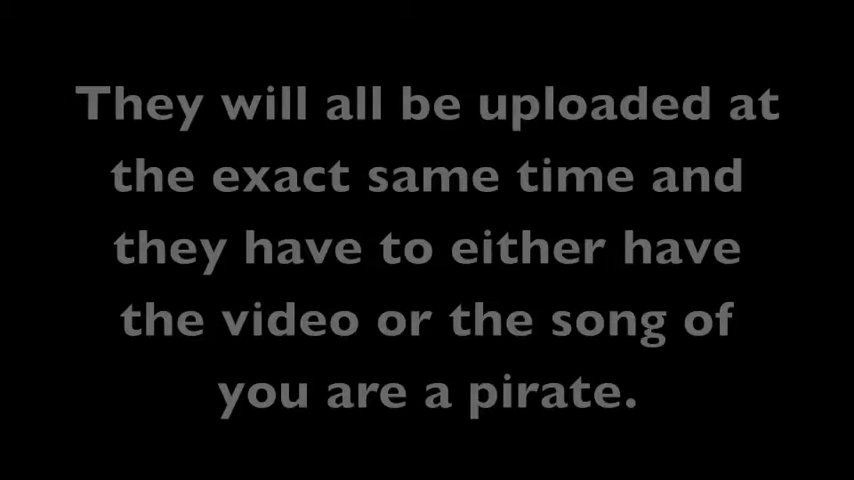 They will all be uploaded at
the exact same time and
they have to either have
the video or the song of
you are a pirate.